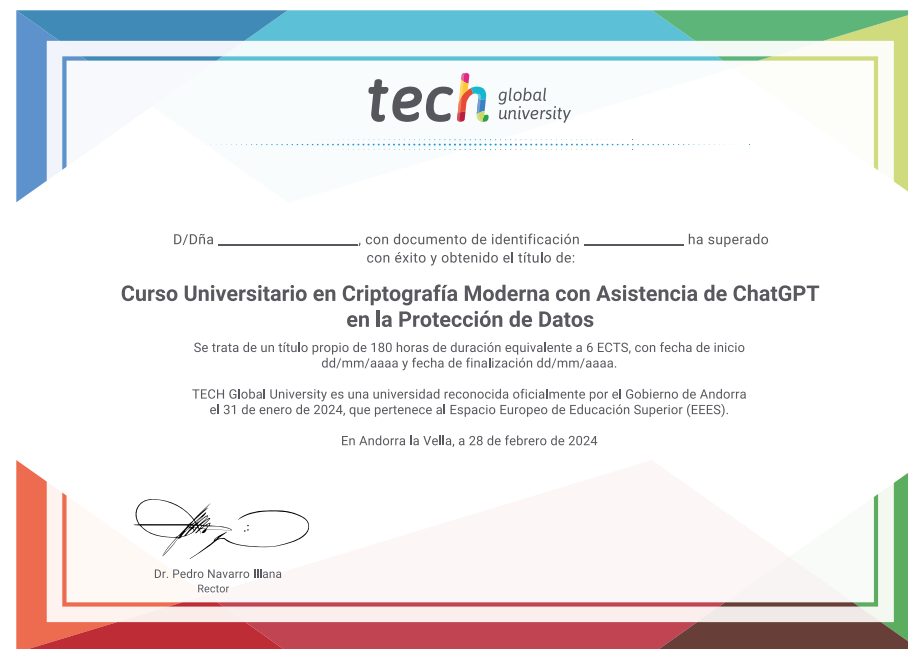 tech global
university
D/Dña ____________________, con documento de identificación ______________ ha superado
con éxito y obtenido el título de:
Curso Universitario en Criptografía Moderna con Asistencia de ChatGPT
en la Protección de Datos
Se trata de un título propio de 180 horas de duración equivalente a 6 ECTS, con fecha de inicio
dd/mm/aaaa y fecha de finalización dd/mm/aaaa.
TECH Global University es una universidad reconocida oficialmente por el Gobierno de Andorra
el 31 de enero de 2024, que pertenece al Espacio Europeo de Educación Superior (EEES).
En Andorra la Vella, a 28 de febrero de 2024
Dr. Pedro Navarro Illana
Rector